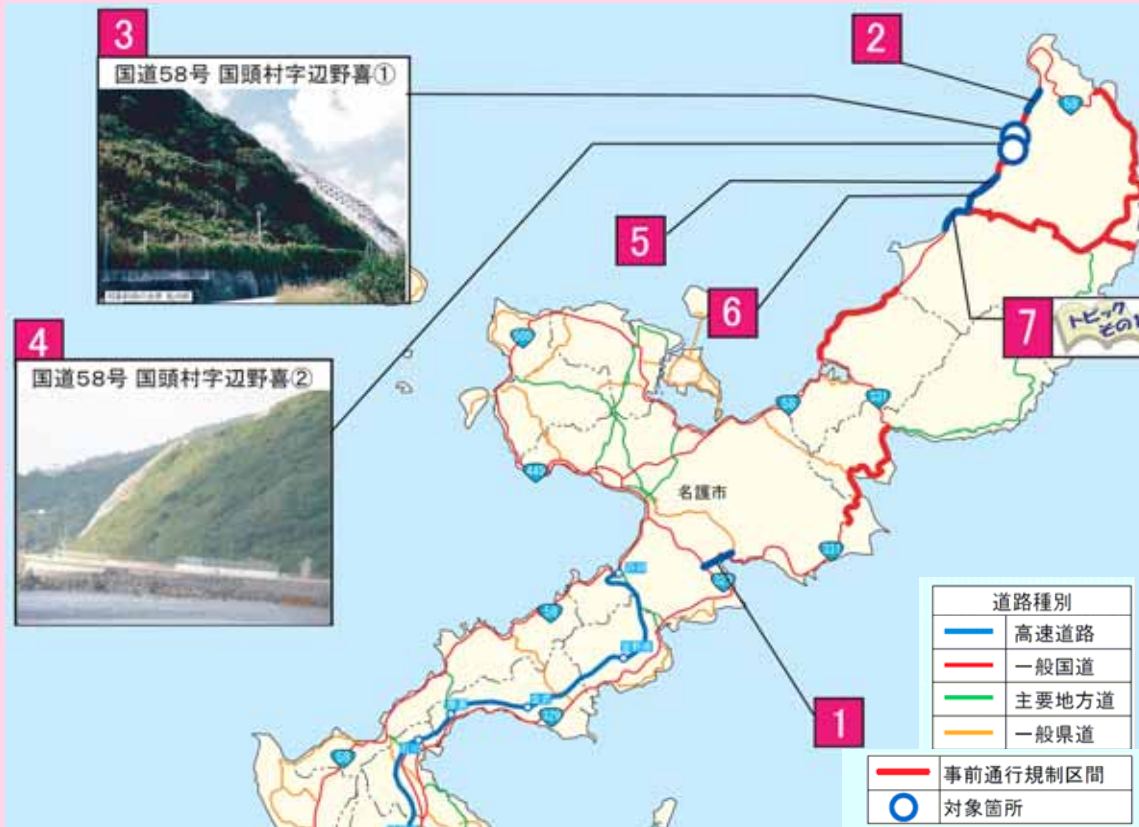 3
国道58号 国頭村字辺野喜①
2
58
5
6
7
トピック
4
国道58号 国頭村字辺野喜②
58
331
449
名護市
331
58
58
329
1
道路種別
高速道路
一般国道
主要地方道
一般県道
事前通行規制区間
対象箇所